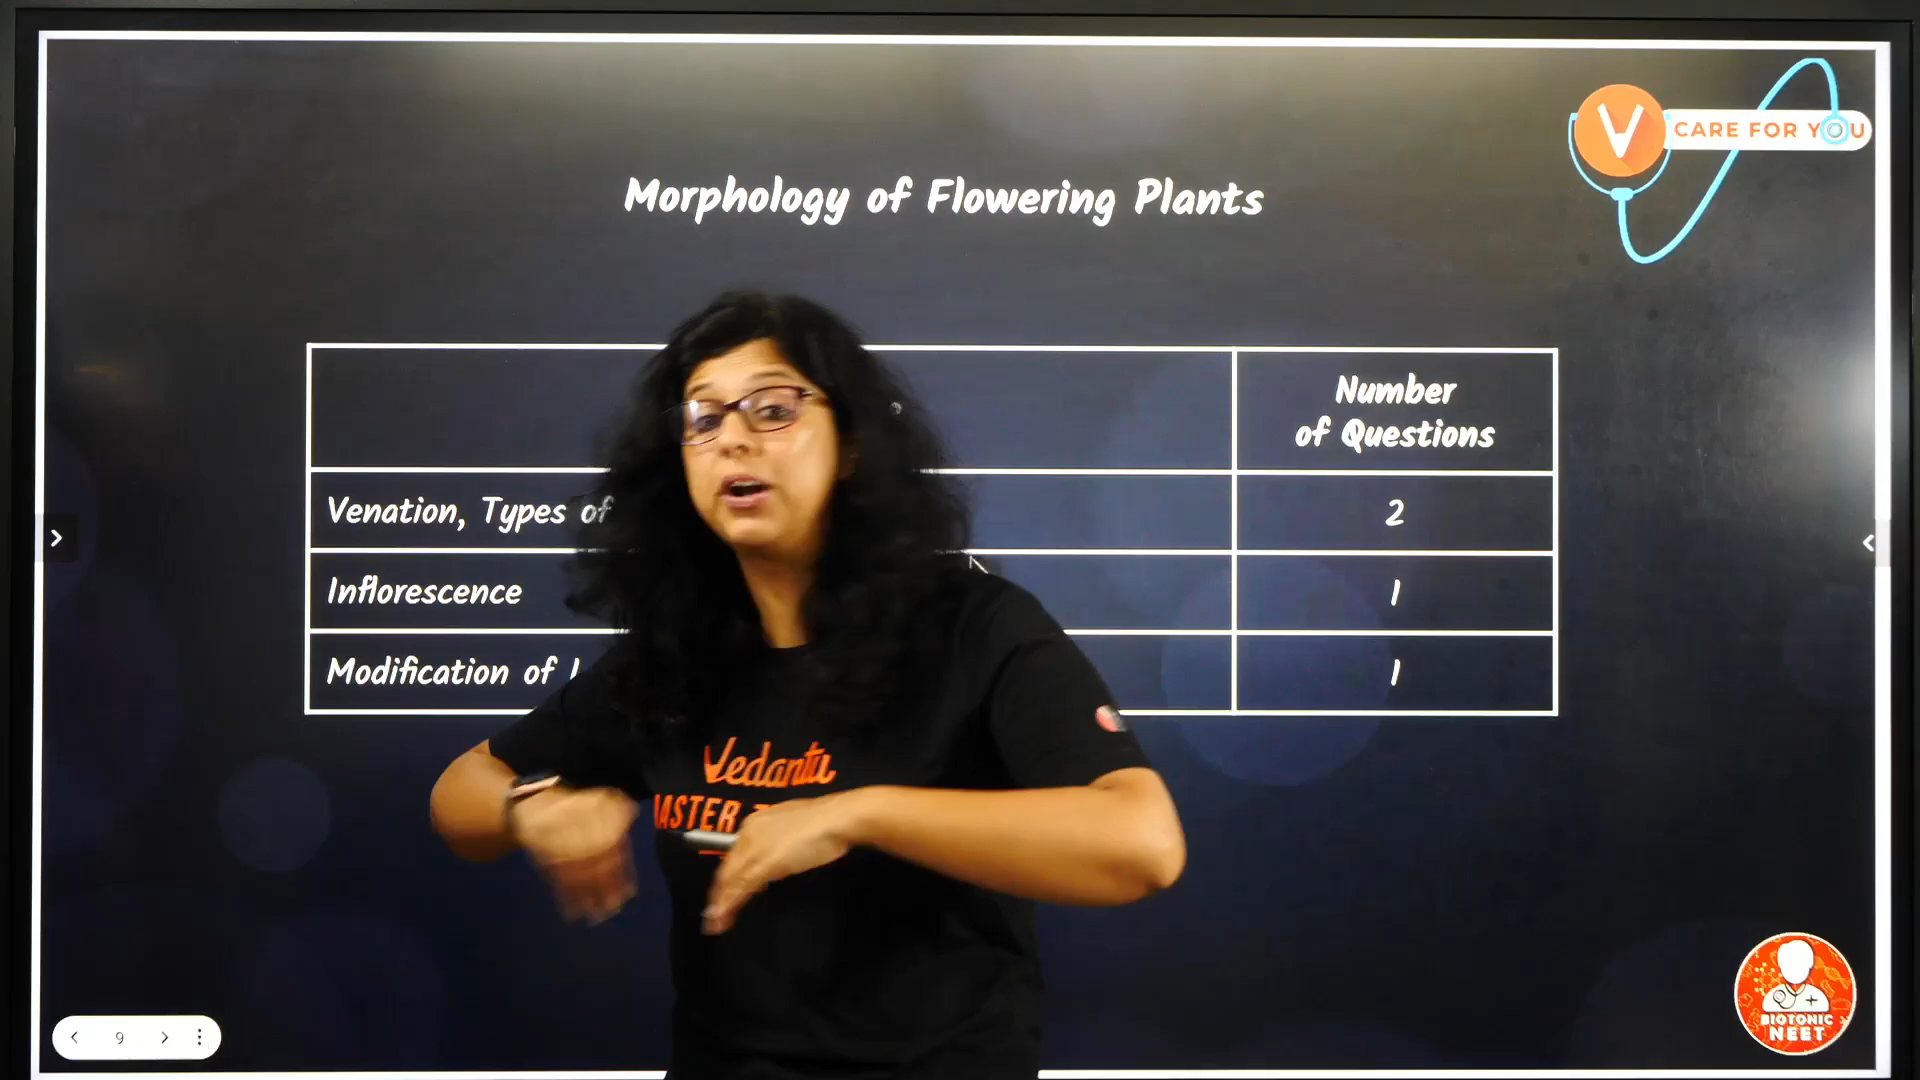 CARE FOR YOU
Morphology of Flowering Plants
Number
of Questions
Venation, Types of
2
Inflorescence
1
Modification of
1
Vedantu
9
BIOTONIC
NEET